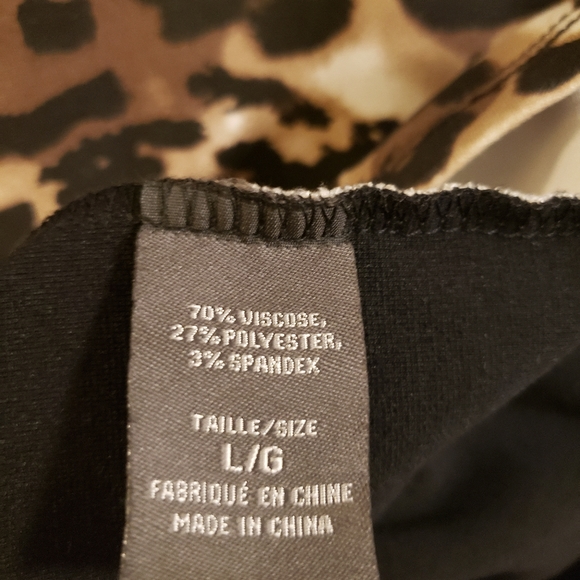 70% VISCOSE,
27% POLYESTER,
3% SPANDEX
TAILLE/SIZE
L/G
FABRIQUÉ EN CHINE
MADE IN CHINA